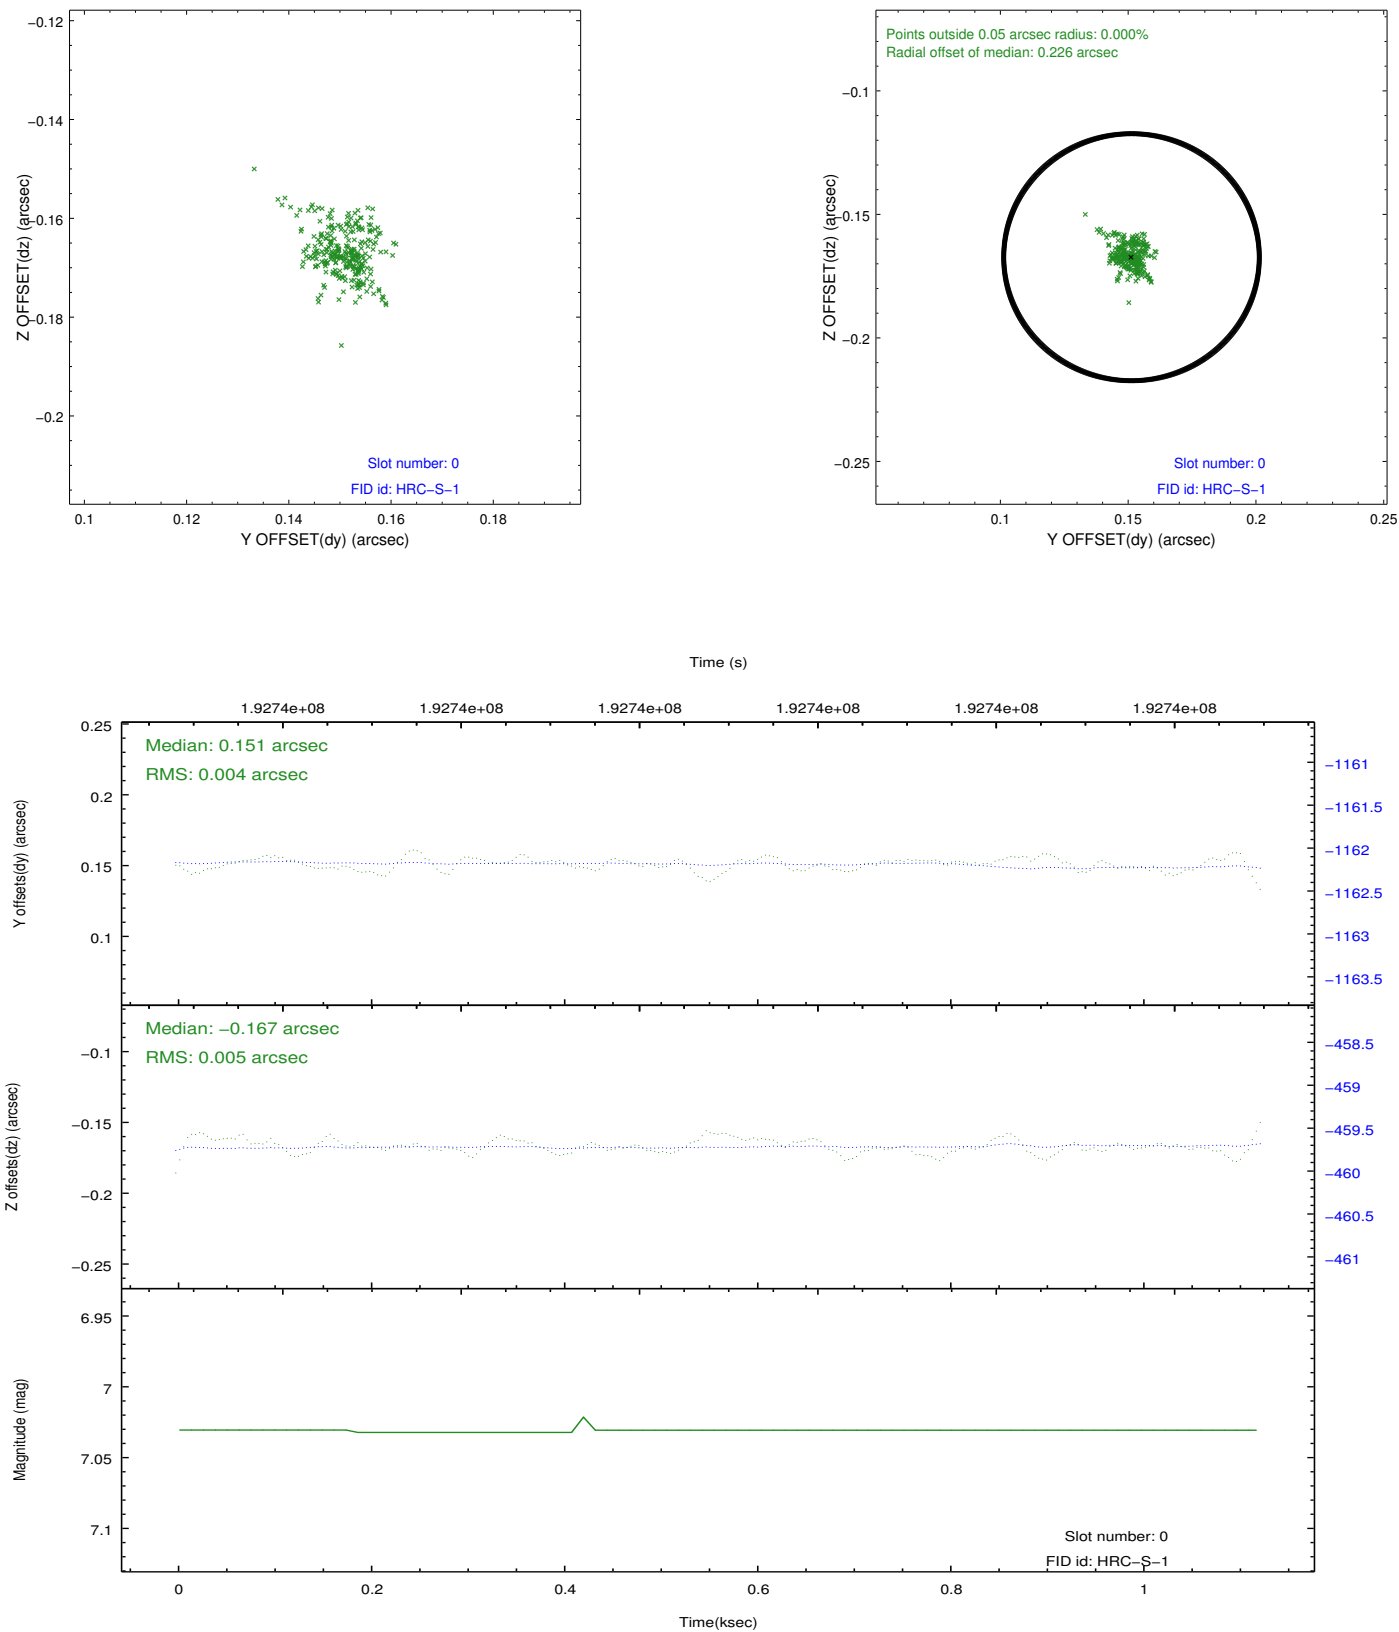 −0.12
−0.14
−0.16
−0.18
−0.2
Z OFFSET(dz) (arcsec)
Slot number: 0
FID id: HRC−S−1
0.1
0.12
0.14
0.16
0.18
Y OFFSET(dy) (arcsec)
Points outside 0.05 arcsec radius: 0.000%
Radial offset of median: 0.226 arcsec
−0.1
−0.15
−0.2
−0.25
Z OFFSET(dz) (arcsec)
Slot number: 0
FID id: HRC−S−1
0.1
0.15
0.2
0.25
Y OFFSET(dy) (arcsec)
Time (s)
1.9274e+08 1.9274e+08 1.9274e+08 1.9274e+08 1.9274e+08 1.9274e+08
Median: 0.151 arcsec
RMS: 0.004 arcsec
0.25
0.2
0.15
0.1
Y offsets(dy) (arcsec)
−1161
−1161.5
−1162
−1162.5
−1163
−1163.5
Median: −0.167 arcsec
RMS: 0.005 arcsec
−0.1
−0.15
−0.2
−0.25
Z offsets(dz) (arcsec)
−458.5
−459
−459.5
−460
−460.5
−461
6.95
7
7.05
7.1
Magnitude (mag)
Slot number: 0
FID id: HRC−S−1
0 0.2 0.4 0.6 0.8 1
Time(ksec)